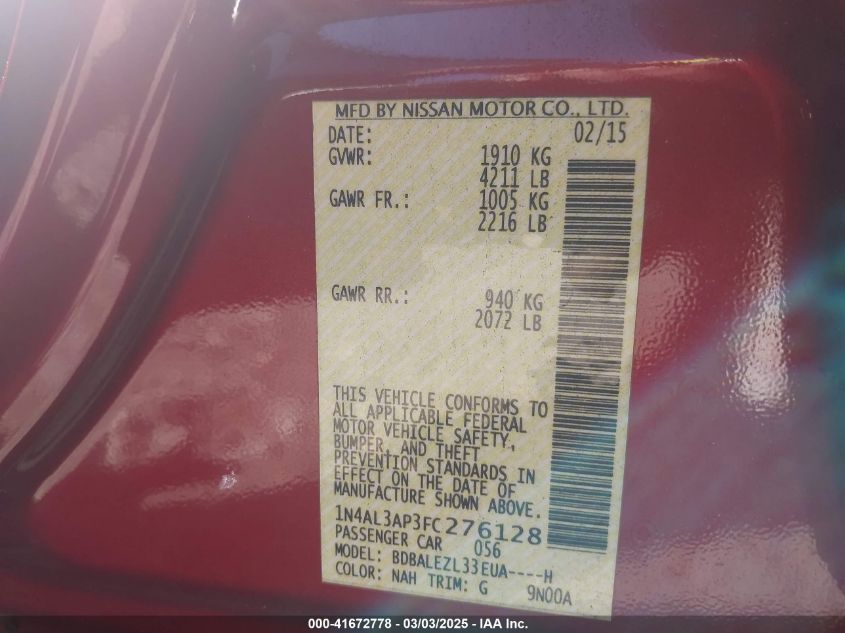 MFD BY NISSAN MOTOR CO., LTD.
DATE: 02/15
GVWR: 1910 KG
4211 LB
GAWR FR.: 1005 KG
2216 LB
GAWR RR.: 940 KG
2072 LB
THIS VEHICLE CONFORMS TO
ALL APPLICABLE FEDERAL
MOTOR VEHICLE SAFETY,
BUMPER, AND THEFT
PREVENTION STANDARDS IN
EFFECT ON THE DATE OF
MANUFACTURE SHOWN ABOVE.
1N4AL3AP3FC276128
PASSENGER CAR 056
MODEL: BDBALEZL33EUA----H
COLOR: NAH TRIM: G 9N00A
000-41672778 - 03/03/2025 - IAA Inc.